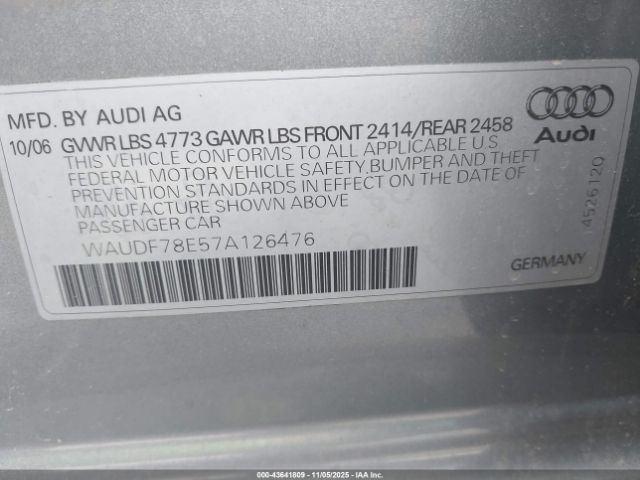 MFD. BY AUDI AG
10/06 GVWR LBS 4773 GAWR LBS FRONT 2414/REAR 2458
THIS VEHICLE CONFORMS TO ALL APPLICABLE U.S
FEDERAL MOTOR VEHICLE SAFETY,BUMPER AND THEFT
PREVENTION STANDARDS IN EFFECT ON THE DATE OF
MANUFACTURE SHOWN ABOVE
PASSENGER CAR
WAUDF78E57A126476
Audi
4526120
GERMANY
000-43641809 - 11/05/2025 - IAA Inc.